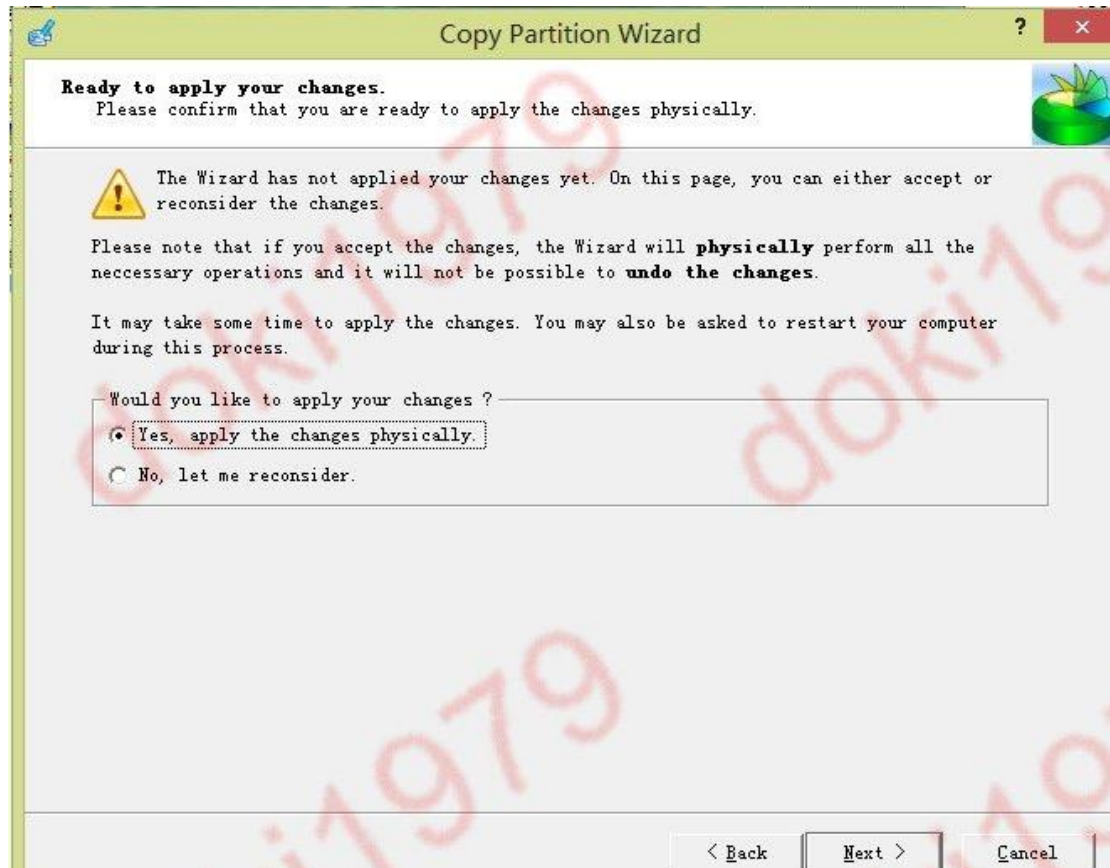 Copy Partition Wizard
?
Ready to apply your changes.
Please confirm that you are ready to apply the changes physically.
The Wizard has not applied your changes yet. On this page, you can either accept or
reconsider the changes.
Please note that if you accept the changes, the Wizard will physically perform all the
neccessary operations and it will not be possible to undo the changes.
It may take some time to apply the changes. You may also be asked to restart your computer
during this process.
Would you like to apply your changes ?
Yes, apply the changes physically.
No, let me reconsider.
< Back
Next >
Cancel
doki1979
doki19
doki1979